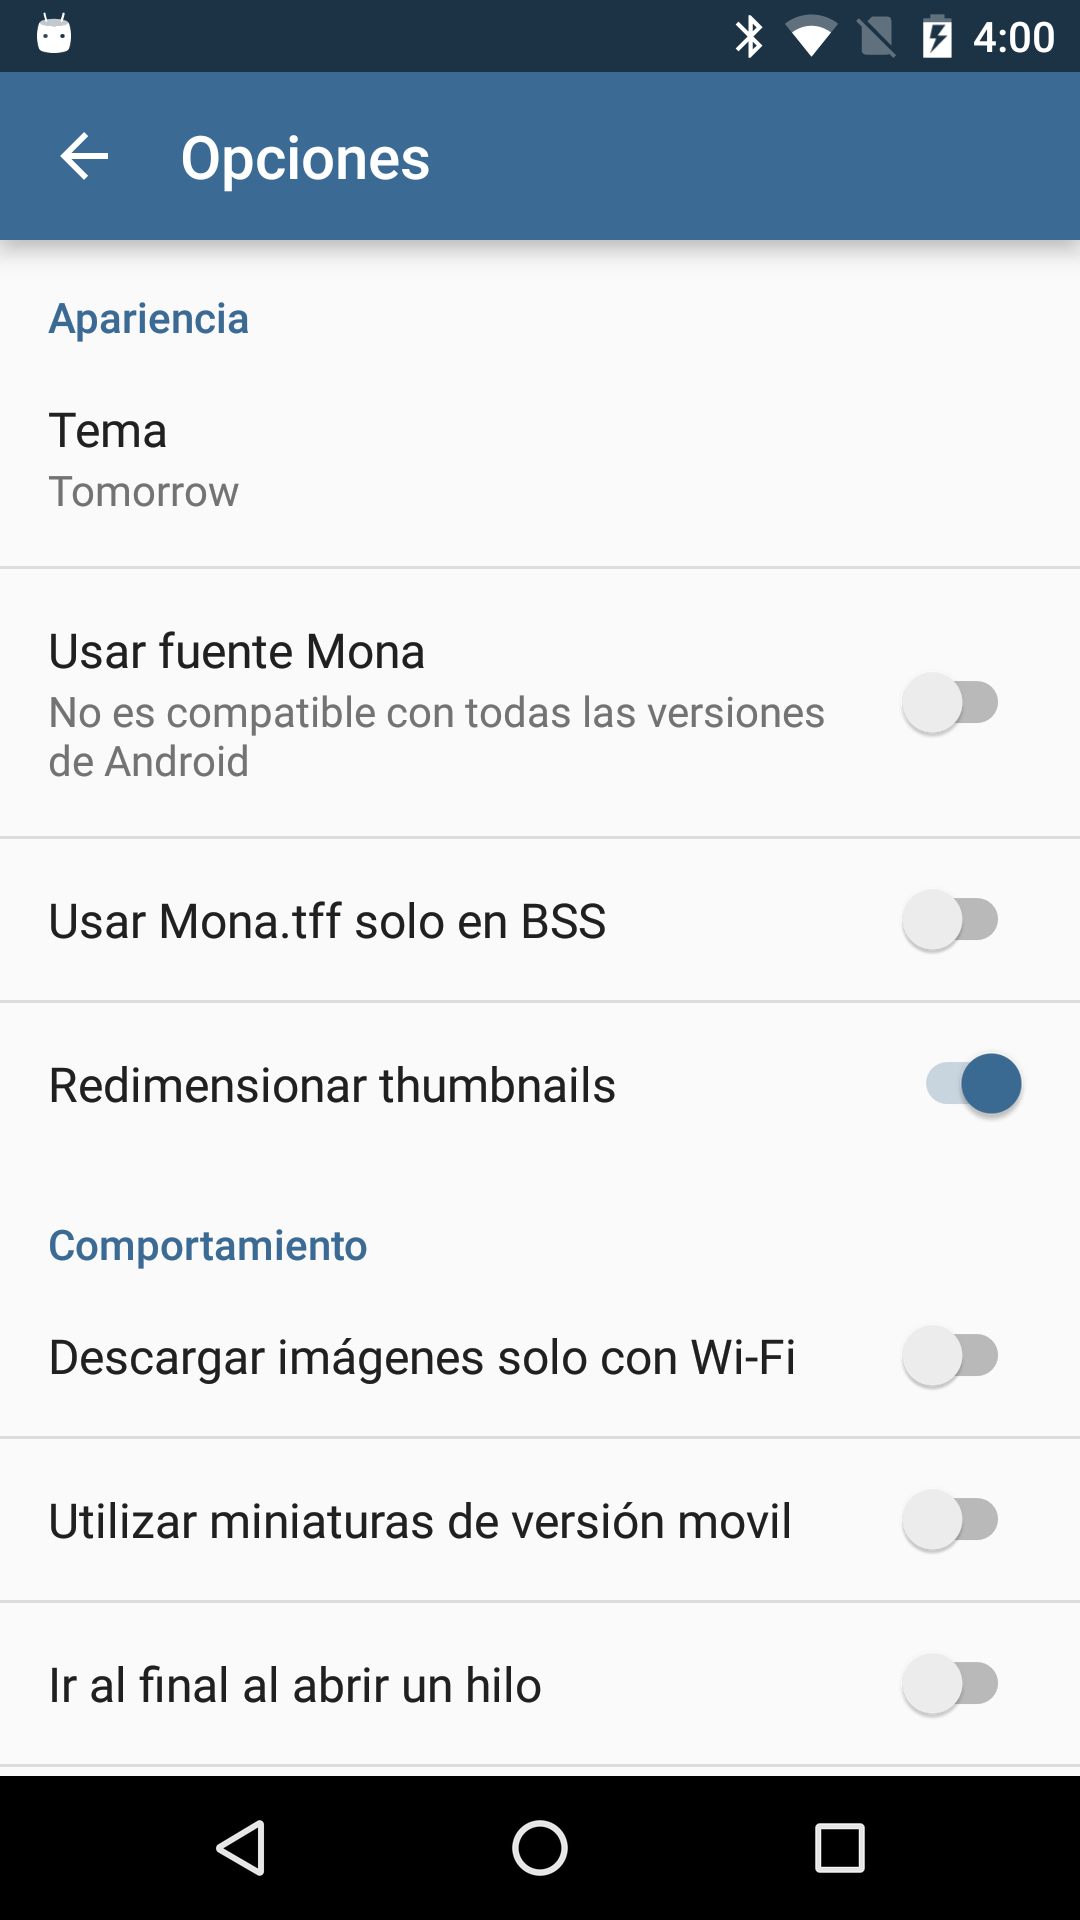 4:00
Opciones
Apariencia
Tema
Tomorrow
Usar fuente Mona
No es compatible con todas las versiones
de Android
Usar Mona.tff solo en BSS
Redimensionar thumbnails
Comportamiento
Descargar imágenes solo con Wi-Fi
Utilizar miniaturas de versión movil
Ir al final al abrir un hilo